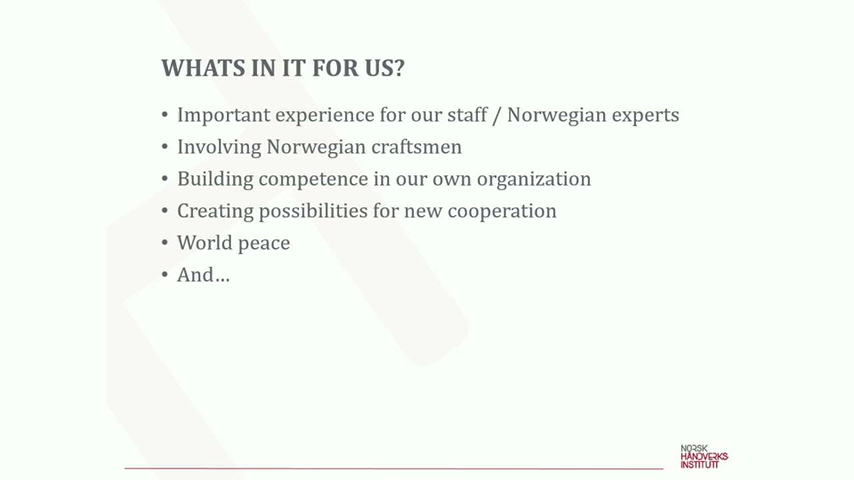 WHATS IN IT FOR US?
• Important experience for our staff / Norwegian experts
• Involving Norwegian craftsmen
• Building competence in our own organization
• Creating possibilities for new cooperation
• World peace
• And…
NORSK
HÅNDVERKS
INSTITUTT